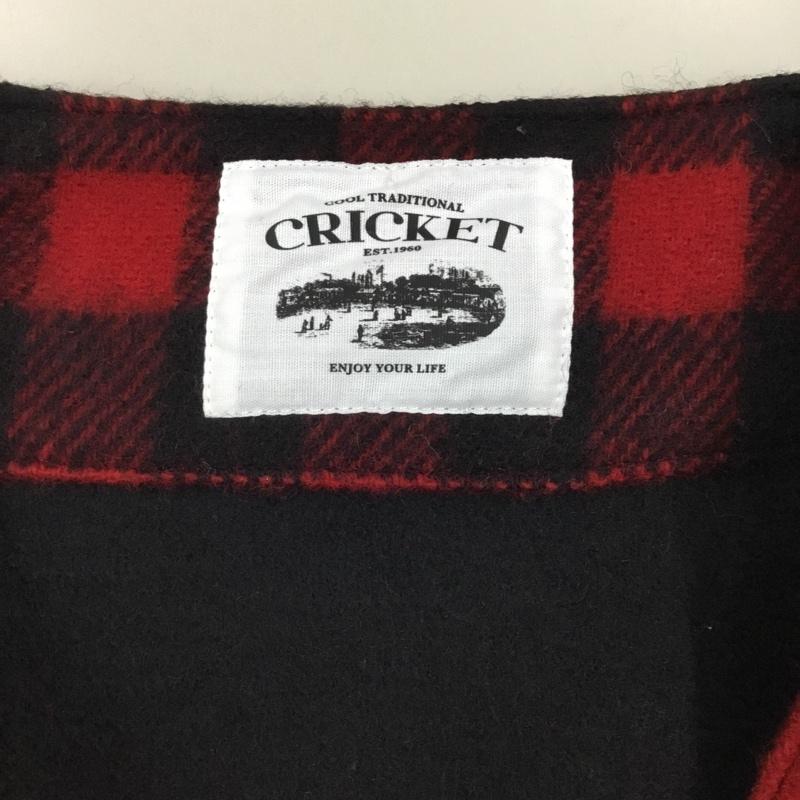 COOL TRADITIONAL
CRICKET
EST.1960
ENJOY YOUR LIFE